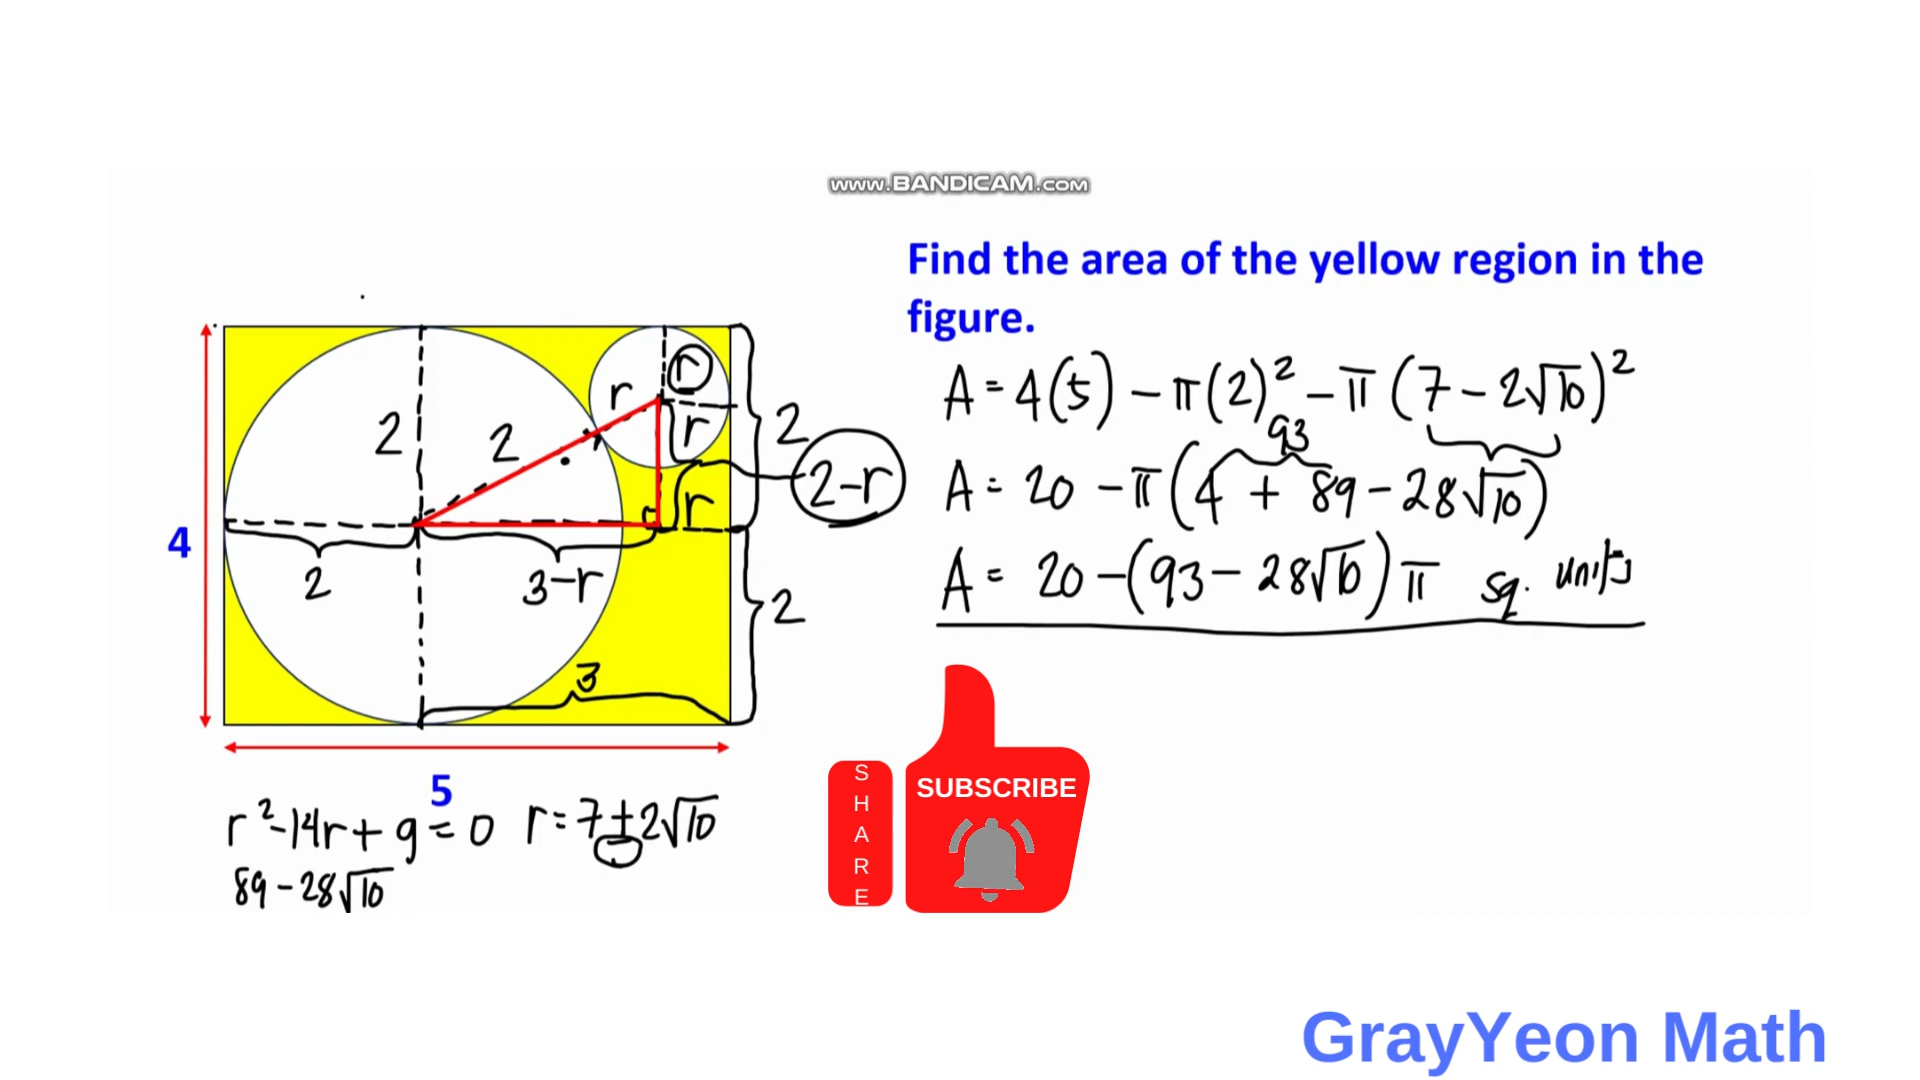 www.BANDICAM.com
Find the area of the yellow region in the
figure.
A = 4(5) - π(2)² - π(7 - 2√10)²
93
A = 20 - π(4 + 89 - 28√10)
A = 20 - (93 - 28√10)π sq. units
r
r
r
2
2
2
2-r
r
4
2
3-r
2
3
5
r²-14r+9=0 r=7±2√10
89-28√10
SHARE
SUBSCRIBE
GrayYeon Math